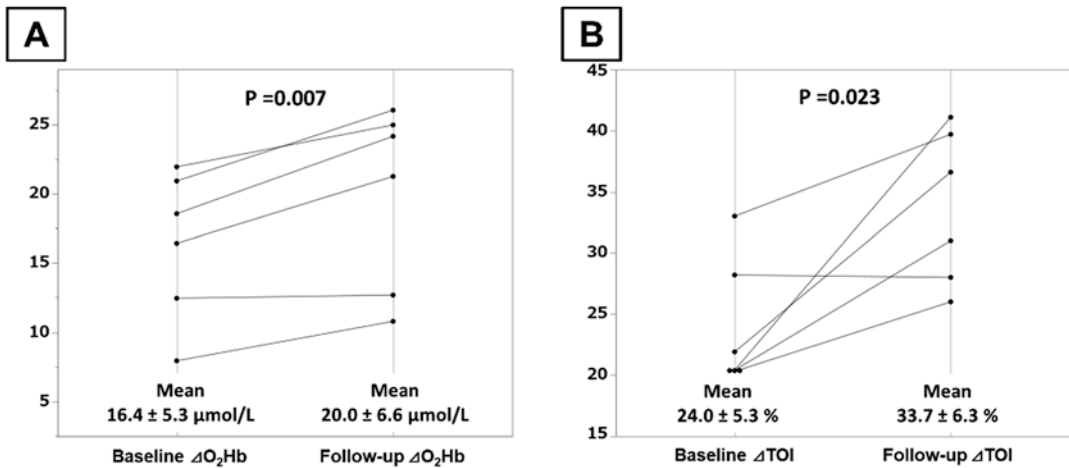 A
P =0.007
25
20
15
10
5
Mean
16.4 ± 5.3 μmol/L
Mean
20.0 ± 6.6 μmol/L
Baseline ⊿O₂Hb
Follow-up ⊿O₂Hb
B
P =0.023
45
40
35
30
25
20
15
Mean
24.0 ± 5.3 %
Mean
33.7 ± 6.3 %
Baseline ⊿TOI
Follow-up ⊿TOI